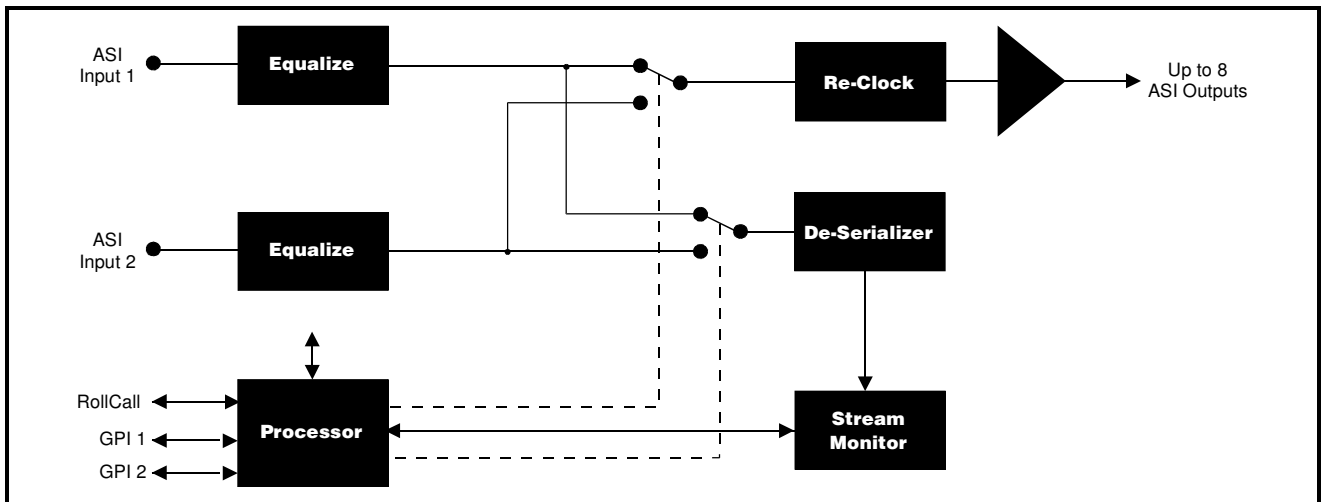 ASI
Input 1
Equalize
Re-Clock
Up to 8
ASI Outputs
ASI
Input 2
Equalize
De-Serializer
RollCall
GPI 1
GPI 2
Processor
Stream
Monitor